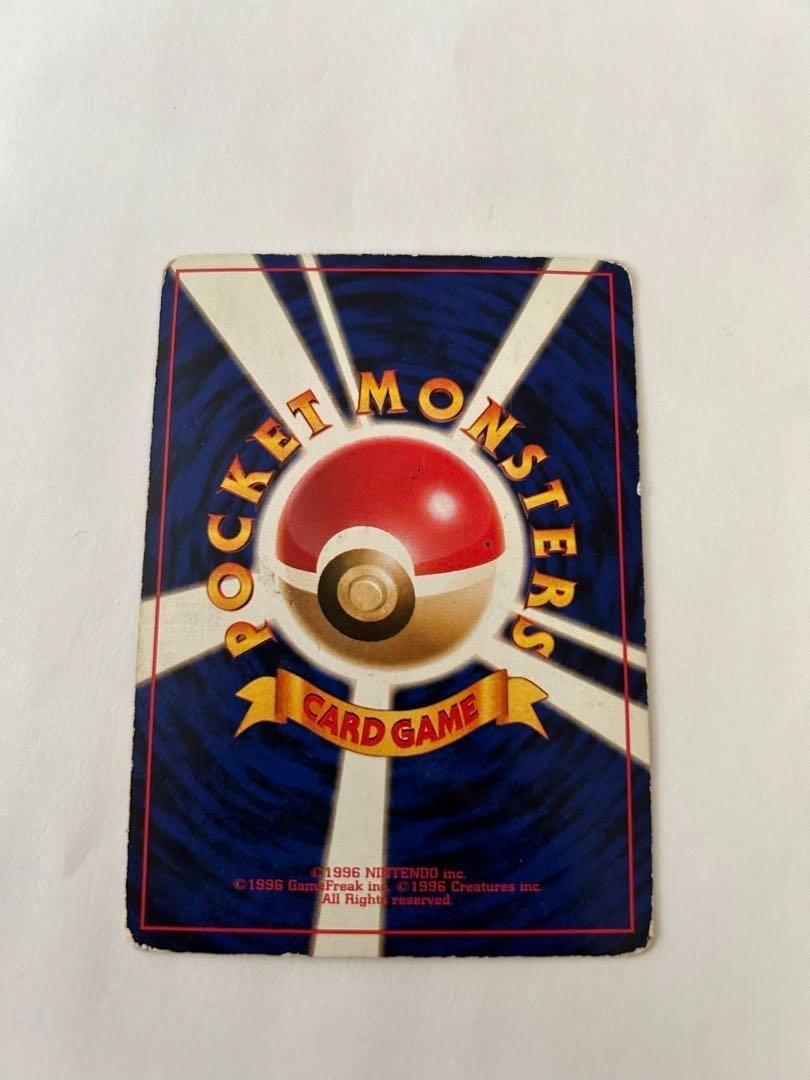 POCKET MONSTERS
CARD GAME
©1996 NINTENDO inc.
©1996 GameFreak inc. ©1996 Creatures inc.
All Rights reserved.